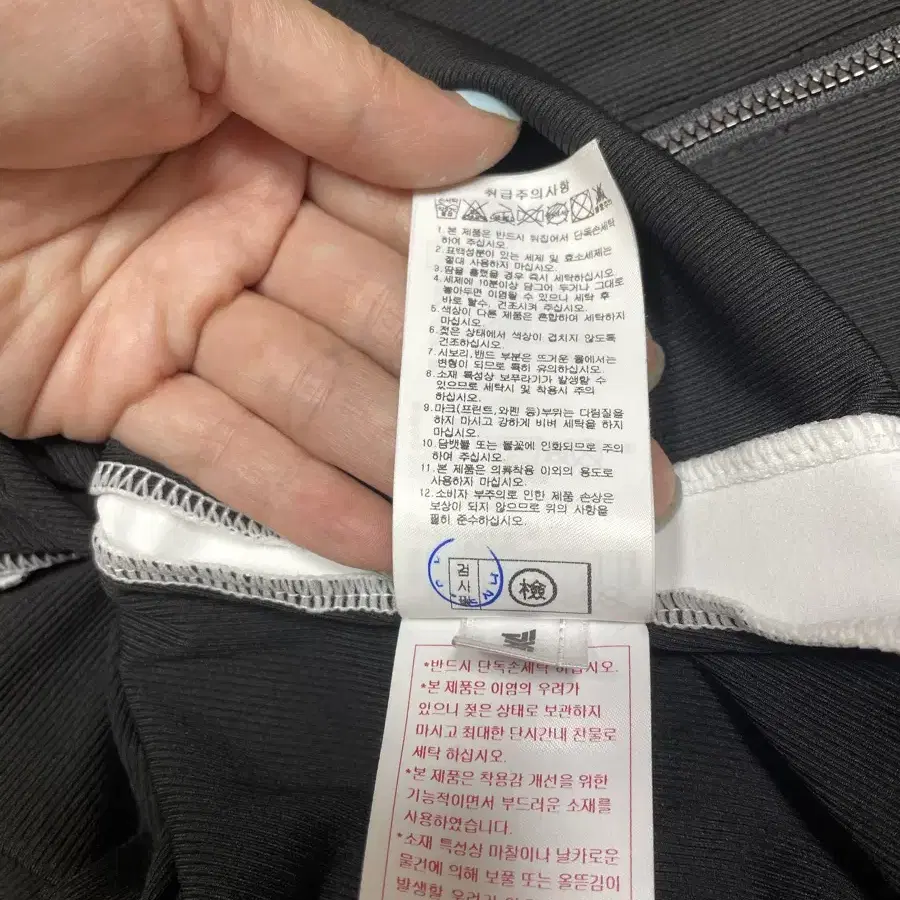 취급주의사항
1. 본 제품은 반드시 뒤집어서 단독손세탁
하여 주십시오.
2. 표백성분이 있는 세제 및 효소세제는
절대 사용하지 마십시오.
3. 땀을 흘렸을 경우 즉시 세탁하십시오.
4. 세제에 10분이상 담그어 두거나 그대로
놓아두면 이염될 수 있으나 세탁 후
바로 탈수, 건조시켜 주십시오.
5. 색상이 다른 제품은 혼합하여 세탁하지
마십시오.
6. 젖은 상태에서 색상이 겹치지 않도록
건조하십시오.
7. 시보리,밴드 부분은 뜨거운 물에서는
변형이 되므로 특히 유의하십시오.
8. 소재 특성상 보푸라기가 발생할 수
있으므로 세탁시 및 착용시 주의
하십시오.
9. 마크(프린트,와펜 등)부위는 다림질을
하지 마시고 강하게 비벼 세탁을 하지
마십시오.
10. 담뱃불 또는 불꽃에 인화되므로 주의
하여 주십시오.
11. 본 제품은 의류착용 이외의 용도로
사용하지 마십시오.
12. 소비자 부주의로 인한 제품 손상은
보상이 되지 않으므로 위의 사항을
필히 준수하십시오.
검사필
檢
*반드시 단독손세탁 하십시오.
*본 제품은 이염의 우려가
있으니 젖은 상태로 보관하지
마시고 최대한 단시간내 찬물로
세탁 하십시오.
*본 제품은 착용감 개선을 위한
기능적이면서 부드러운 소재를
사용하였습니다.
*소재 특성상 마찰이나 날카로운
물건에 의해 보풀 또는 올뜯김이
발생할 우려가